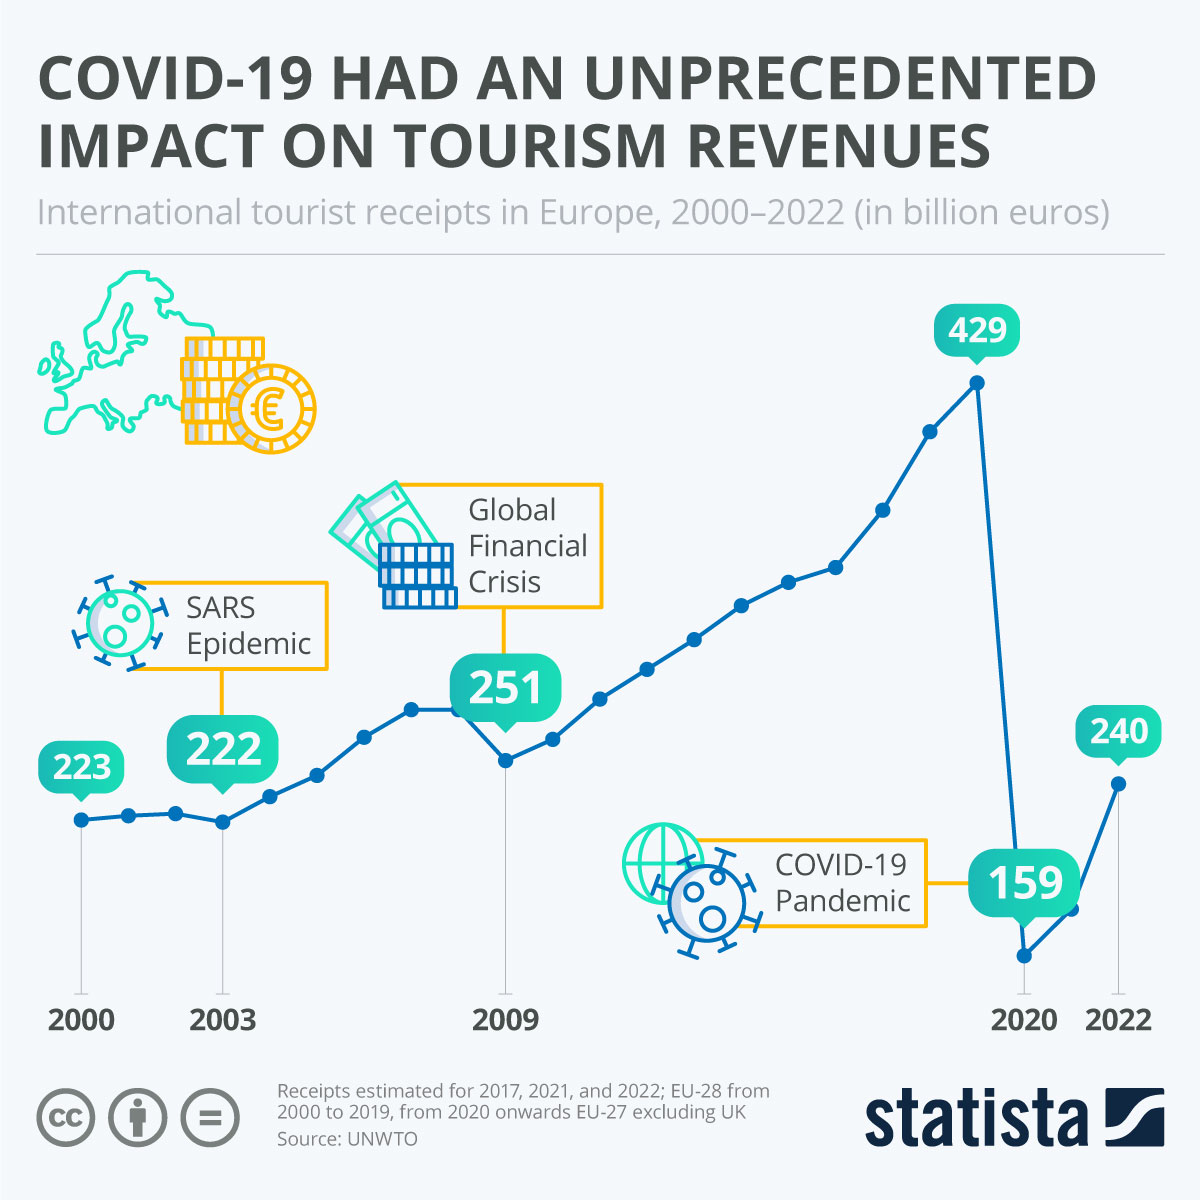 COVID-19 HAD AN UNPRECEDENTED
IMPACT ON TOURISM REVENUES
International tourist receipts in Europe, 2000–2022 (in billion euros)
429
Global
Financial
Crisis
SARS
Epidemic
251
222
223
240
COVID-19
Pandemic
159
2000
2003
2009
2020
2022
Receipts estimated for 2017, 2021, and 2022; EU-28 from
2000 to 2019, from 2020 onwards EU-27 excluding UK
Source: UNWTO
cc
=
€
statista